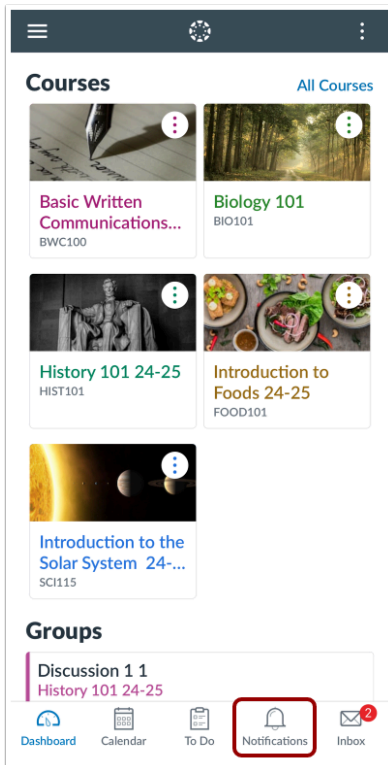 Courses
All Courses
Basic Written
Communications...
BWC100
Biology 101
BIO101
History 101 24-25
HIST101
Introduction to
Foods 24-25
FOOD101
Introduction to the
Solar System 24-...
SCI115
Groups
Discussion 1 1
History 101 24-25
2
Dashboard
Calendar
To Do
Notifications
Inbox